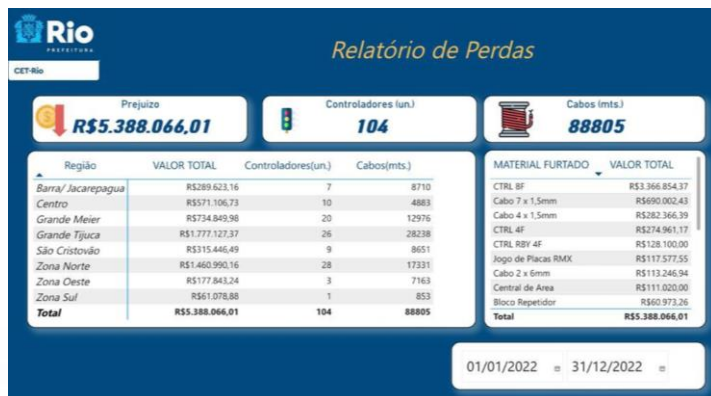 Rio
PREFEITURA
CET-Rio
Relatório de Perdas
Prejuizo
R$5.388.066,01
Controladores (un.)
104
Cabos (mts.)
88805
Região VALOR TOTAL Controladores(un.) Cabos(mts.)
Barra/ Jacarepagua R$289.623,16 7 8710
Centro R$571.106,73 10 4883
Grande Meier R$734.849,98 20 12976
Grande Tijuca R$1.777.127,37 26 28238
São Cristovão R$315.446,49 9 8651
Zona Norte R$1.460.990,16 28 17331
Zona Oeste R$177.843,24 3 7163
Zona Sul R$61.078,88 1 853
Total R$5.388.066,01 104 88805
MATERIAL FURTADO VALOR TOTAL
CTRL 8F R$3.366.854,37
Cabo 7 x 1,5mm R$690.002,43
Cabo 4 x 1,5mm R$282.366,39
CTRL 4F R$274.961,17
CTRL RBY 4F R$128.100,00
Jogo de Placas RMX R$117.577,55
Cabo 2 x 6mm R$113.246,94
Central de Area R$111.020,00
Bloco Repetidor R$60.973,26
Total R$5.388.066,01
01/01/2022 31/12/2022